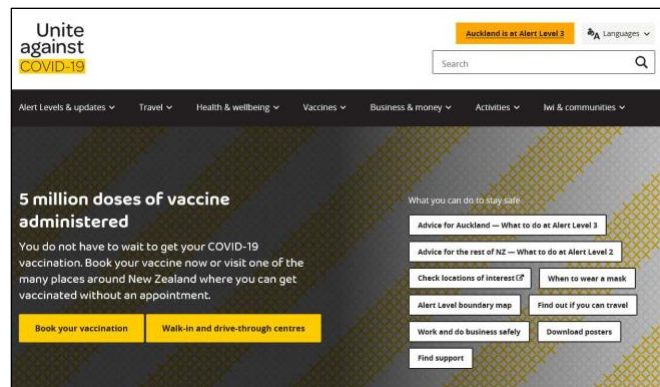 Unite
against
COVID-19
Auckland is at Alert Level 3
Languages
Search
Alert Levels & updates Travel Health & wellbeing Vaccines Business & money Activities Iwi & communities
5 million doses of vaccine
administered
You do not have to wait to get your COVID-19
vaccination. Book your vaccine now or visit one of the
many places around New Zealand where you can get
vaccinated without an appointment.
Book your vaccination Walk-in and drive-through centres
What you can do to stay safe
Advice for Auckland — What to do at Alert Level 3
Advice for the rest of NZ — What to do at Alert Level 2
Check locations of interest When to wear a mask
Alert Level boundary map Find out if you can travel
Work and do business safely Download posters
Find support